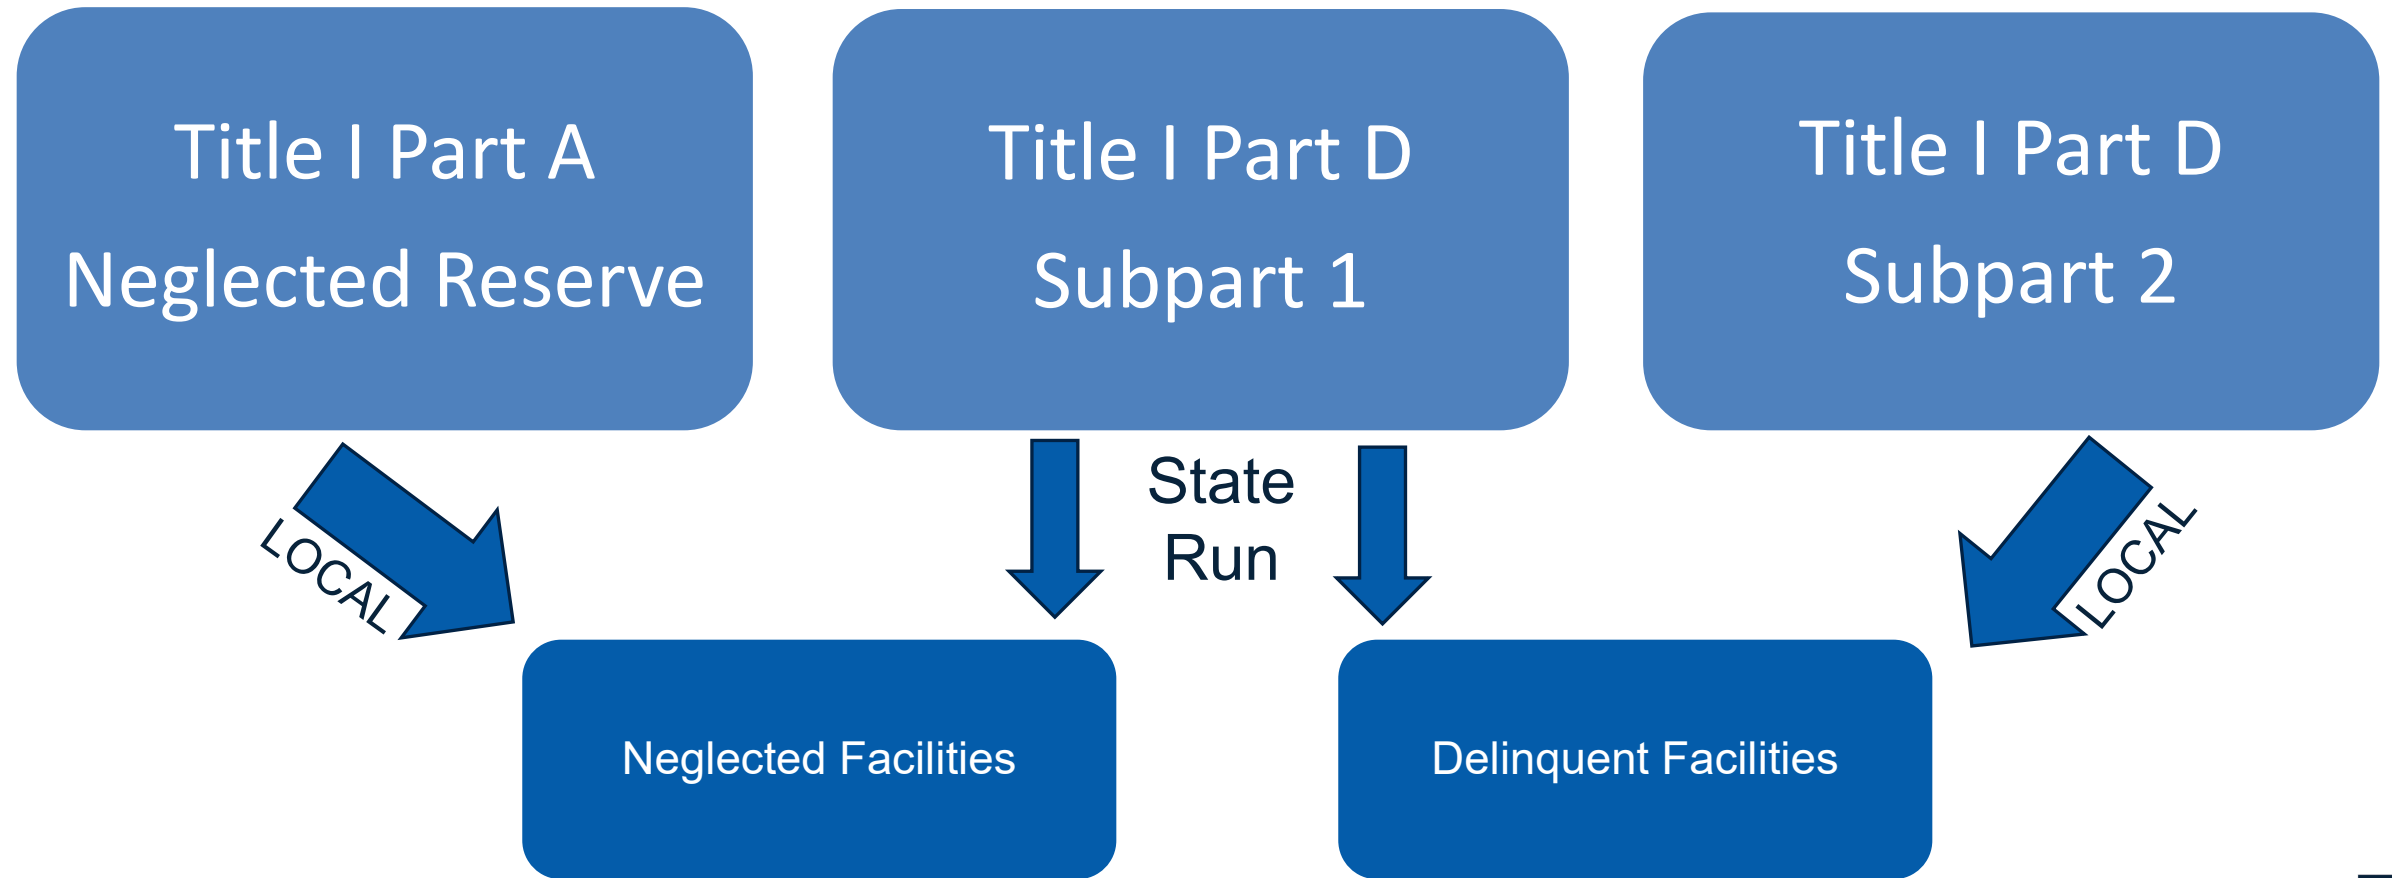 Title I Part A
Neglected Reserve
Title I Part D
Subpart 1
Title I Part D
Subpart 2
LOCAL
State
Run
LOCAL
Neglected Facilities
Delinquent Facilities